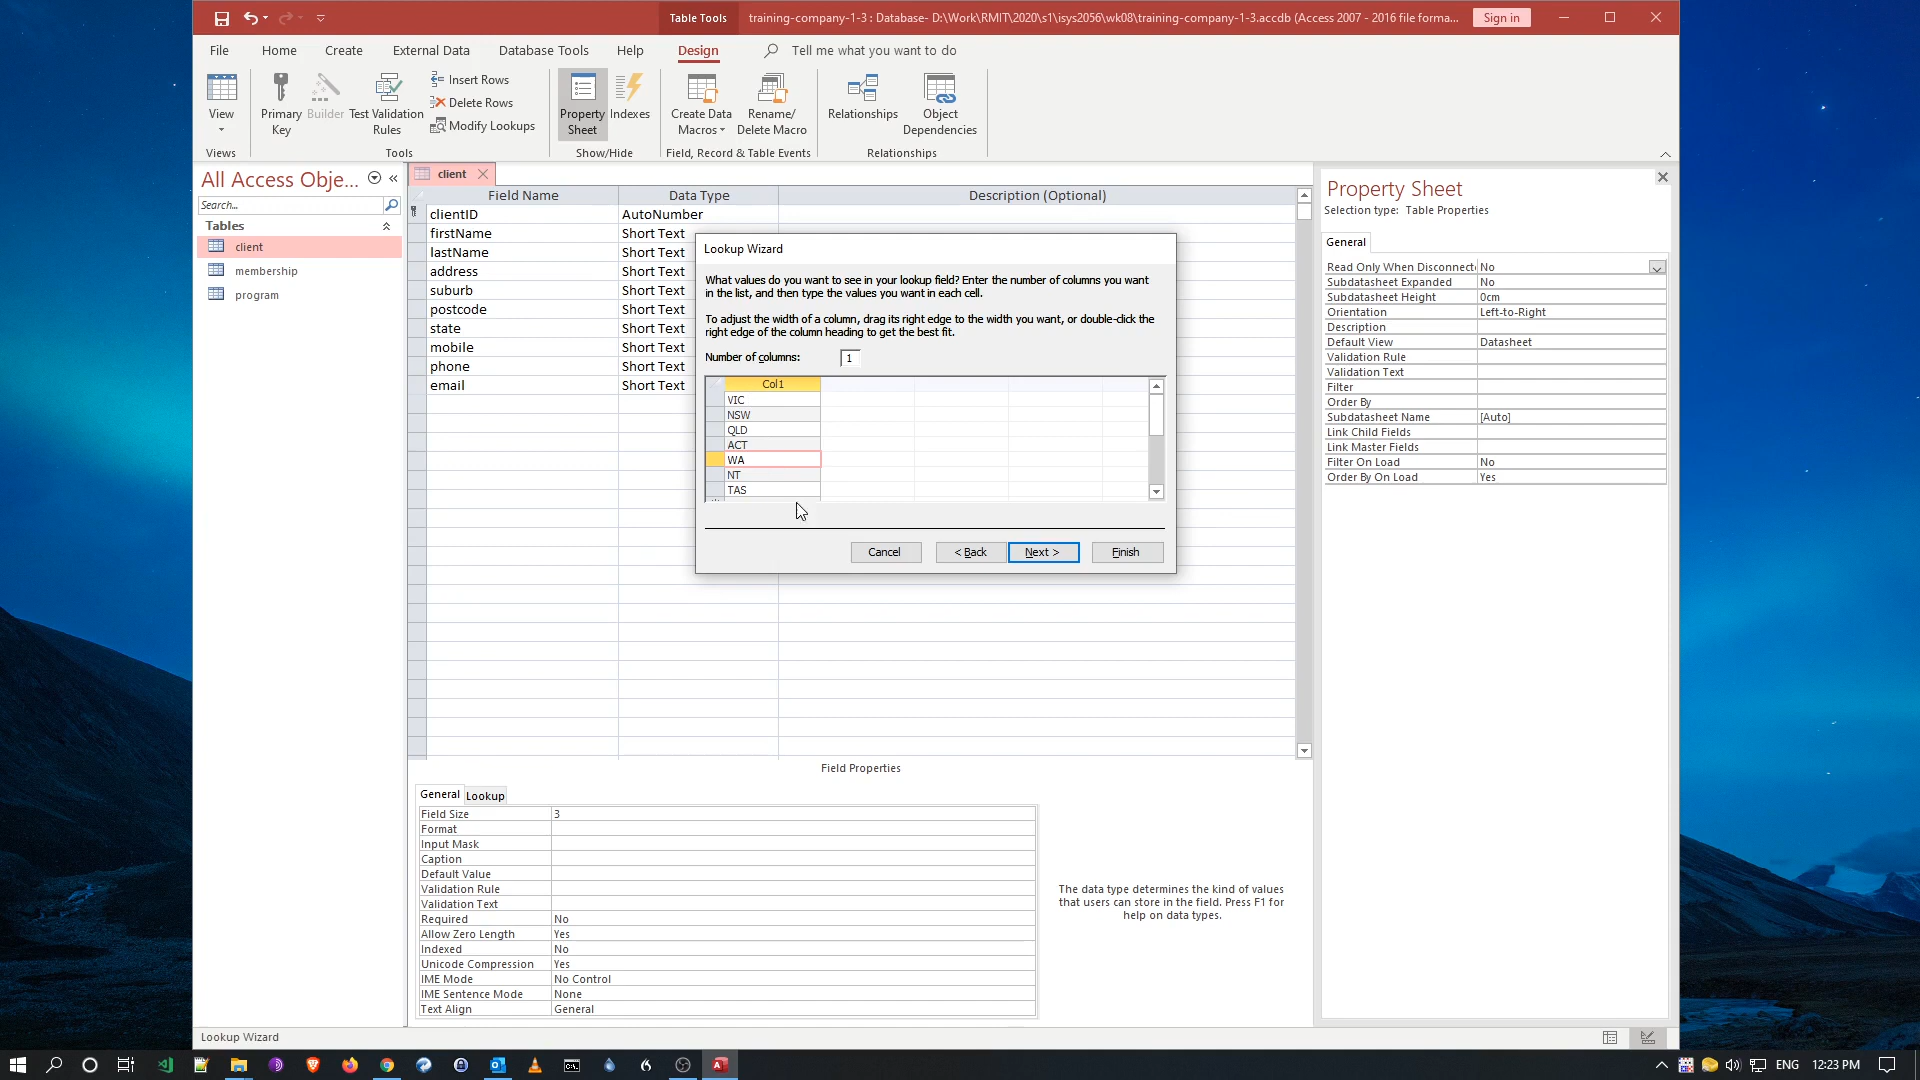 Table Tools
training-company-1-3 : Database- D:\Work\RMIT\2020\s1\isys2056\wk08\training-company-1-3.accdb (Access 2007 - 2016 file forma...
Sign in
File Home Create External Data Database Tools Help Design Tell me what you want to do
View
Primary Key
Builder
Test Validation Rules
Insert Rows
Delete Rows
Modify Lookups
Property Sheet
Indexes
Create Data Macros
Rename/ Delete Macro
Relationships
Object Dependencies
Views
Tools
Show/Hide
Field, Record & Table Events
Relationships
All Access Obje...
Search...
Tables
client
membership
program
client
Field Name Data Type Description (Optional)
clientID AutoNumber
firstName Short Text
lastName Short Text
address Short Text
suburb Short Text
postcode Short Text
state Short Text
mobile Short Text
phone Short Text
email Short Text
Lookup Wizard
What values do you want to see in your lookup field? Enter the number of columns you want
in the list, and then type the values you want in each cell.
To adjust the width of a column, drag its right edge to the width you want, or double-click the
right edge of the column heading to get the best fit.
Number of columns: 1
Col1
VIC
NSW
QLD
ACT
WA
NT
TAS
Cancel < Back Next > Finish
Property Sheet
Selection type: Table Properties
General
Read Only When Disconnect No
Subdatasheet Expanded No
Subdatasheet Height 0cm
Orientation Left-to-Right
Description
Default View Datasheet
Validation Rule
Validation Text
Filter
Order By
Subdatasheet Name [Auto]
Link Child Fields
Link Master Fields
Filter On Load No
Order By On Load Yes
Field Properties
General Lookup
Field Size 3
Format
Input Mask
Caption
Default Value
Validation Rule
Validation Text
Required No
Allow Zero Length Yes
Indexed No
Unicode Compression Yes
IME Mode No Control
IME Sentence Mode None
Text Align General
The data type determines the kind of values
that users can store in the field. Press F1 for
help on data types.
Lookup Wizard
ENG 12:23 PM